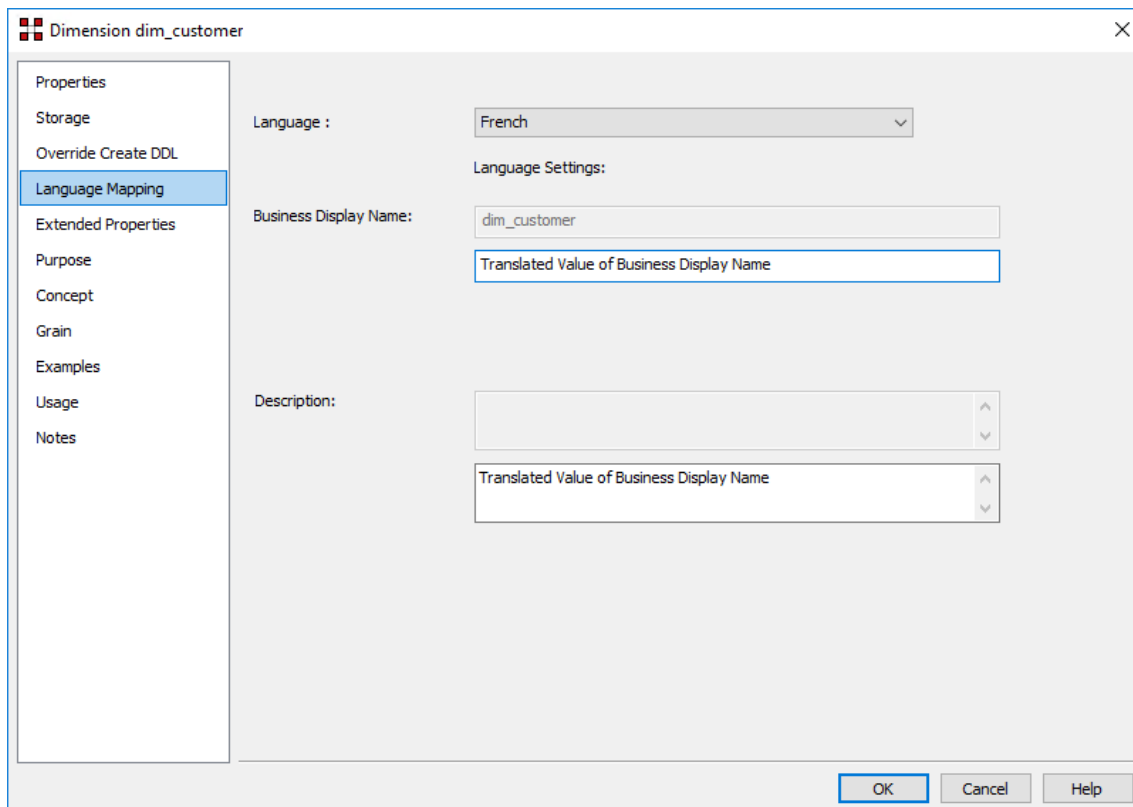 Dimension dim_customer
Properties
Storage
Override Create DDL
Language Mapping
Extended Properties
Purpose
Concept
Grain
Examples
Usage
Notes
Language :
French
Language Settings:
Business Display Name:
dim_customer
Translated Value of Business Display Name
Description:
Translated Value of Business Display Name
OK
Cancel
Help